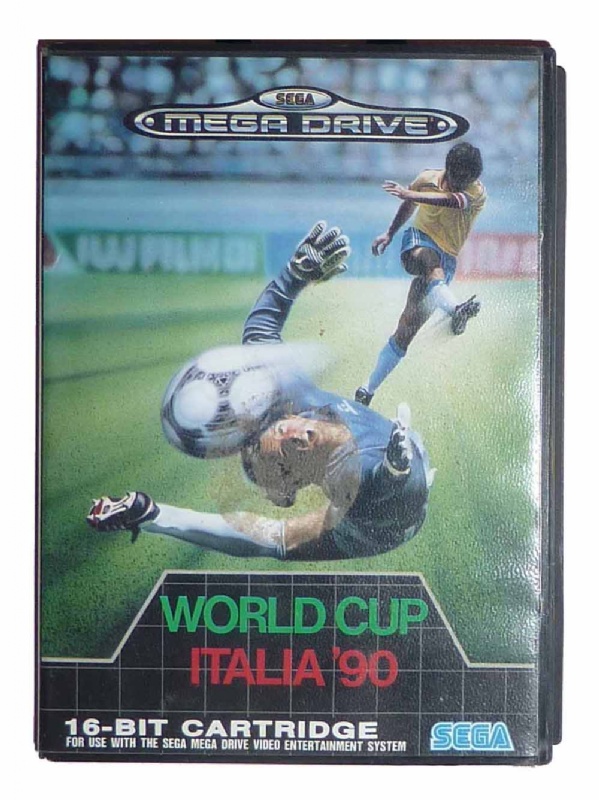 SEGA
MEGA DRIVE
WORLD CUP
ITALIA '90
16-BIT CARTRIDGE
FOR USE WITH THE SEGA MEGA DRIVE VIDEO ENTERTAINMENT SYSTEM
SEGA